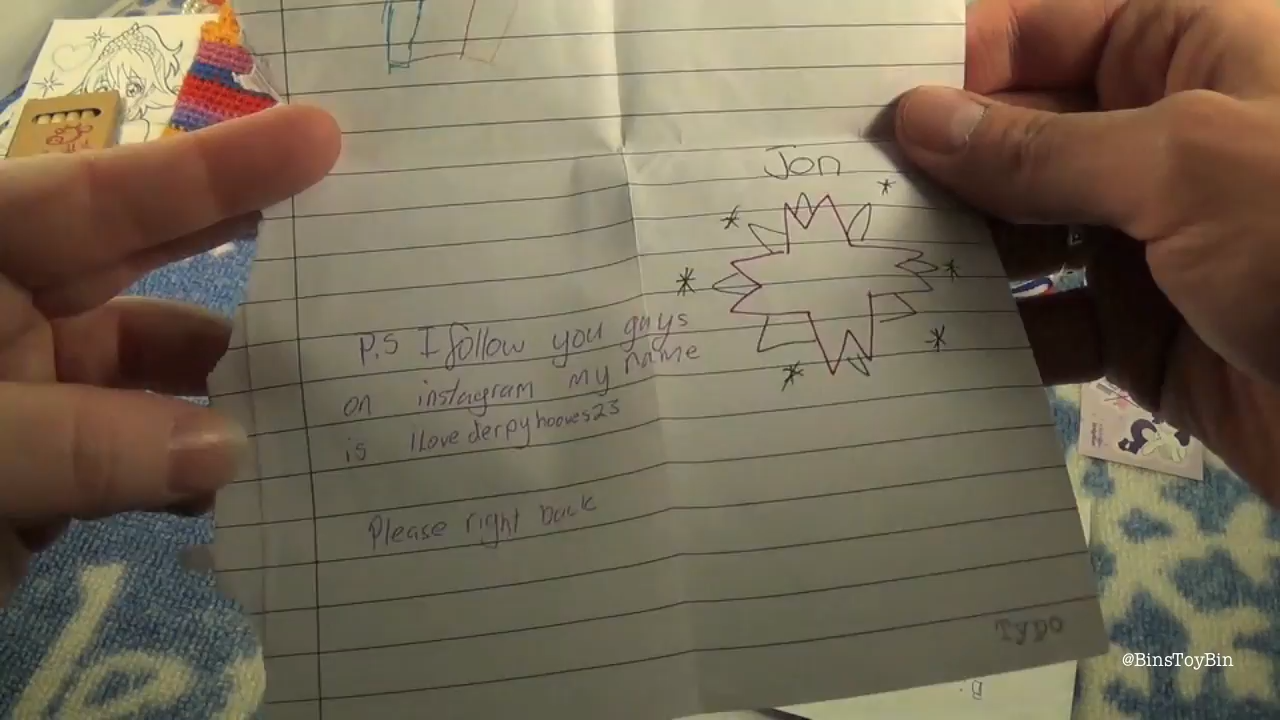 Jon
P.S I follow you guys
on instagram my name
is ilovederpyhooves23
Please right back
TYPO
@BinsToyBin